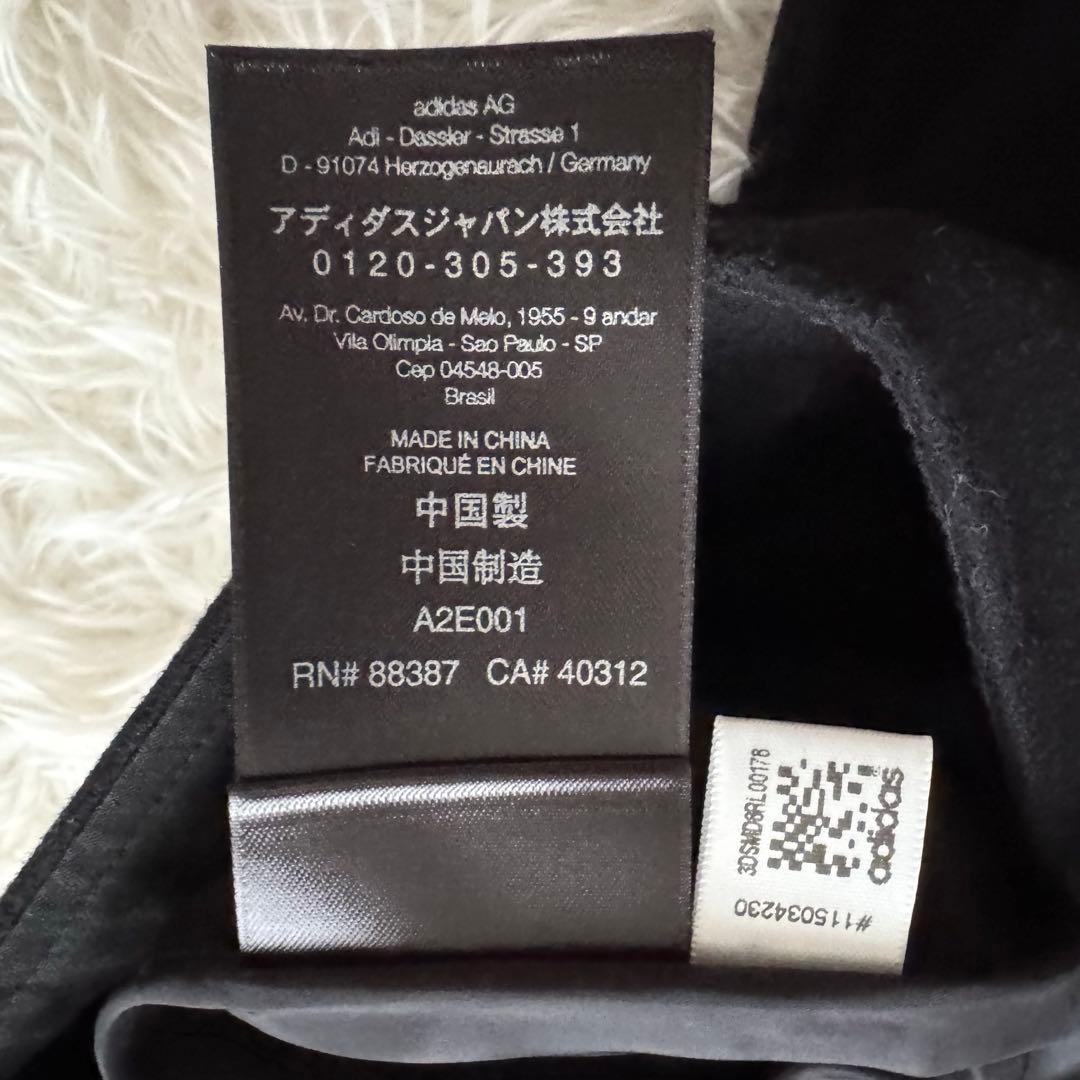 adidas AG
Adi - Dassler - Strasse 1
D - 91074 Herzogenaurach / Germany
アディダスジャパン株式会社
0120-305-393
Av. Dr. Cardoso de Melo, 1955 - 9 andar
Vila Olimpia - Sao Paulo - SP
Cep 04548-005
Brasil
MADE IN CHINA
FABRIQUÉ EN CHINE
中国製
中国制造
A2E001
RN# 88387 CA# 40312
3DSMD8RL00178
adidas
#115034230